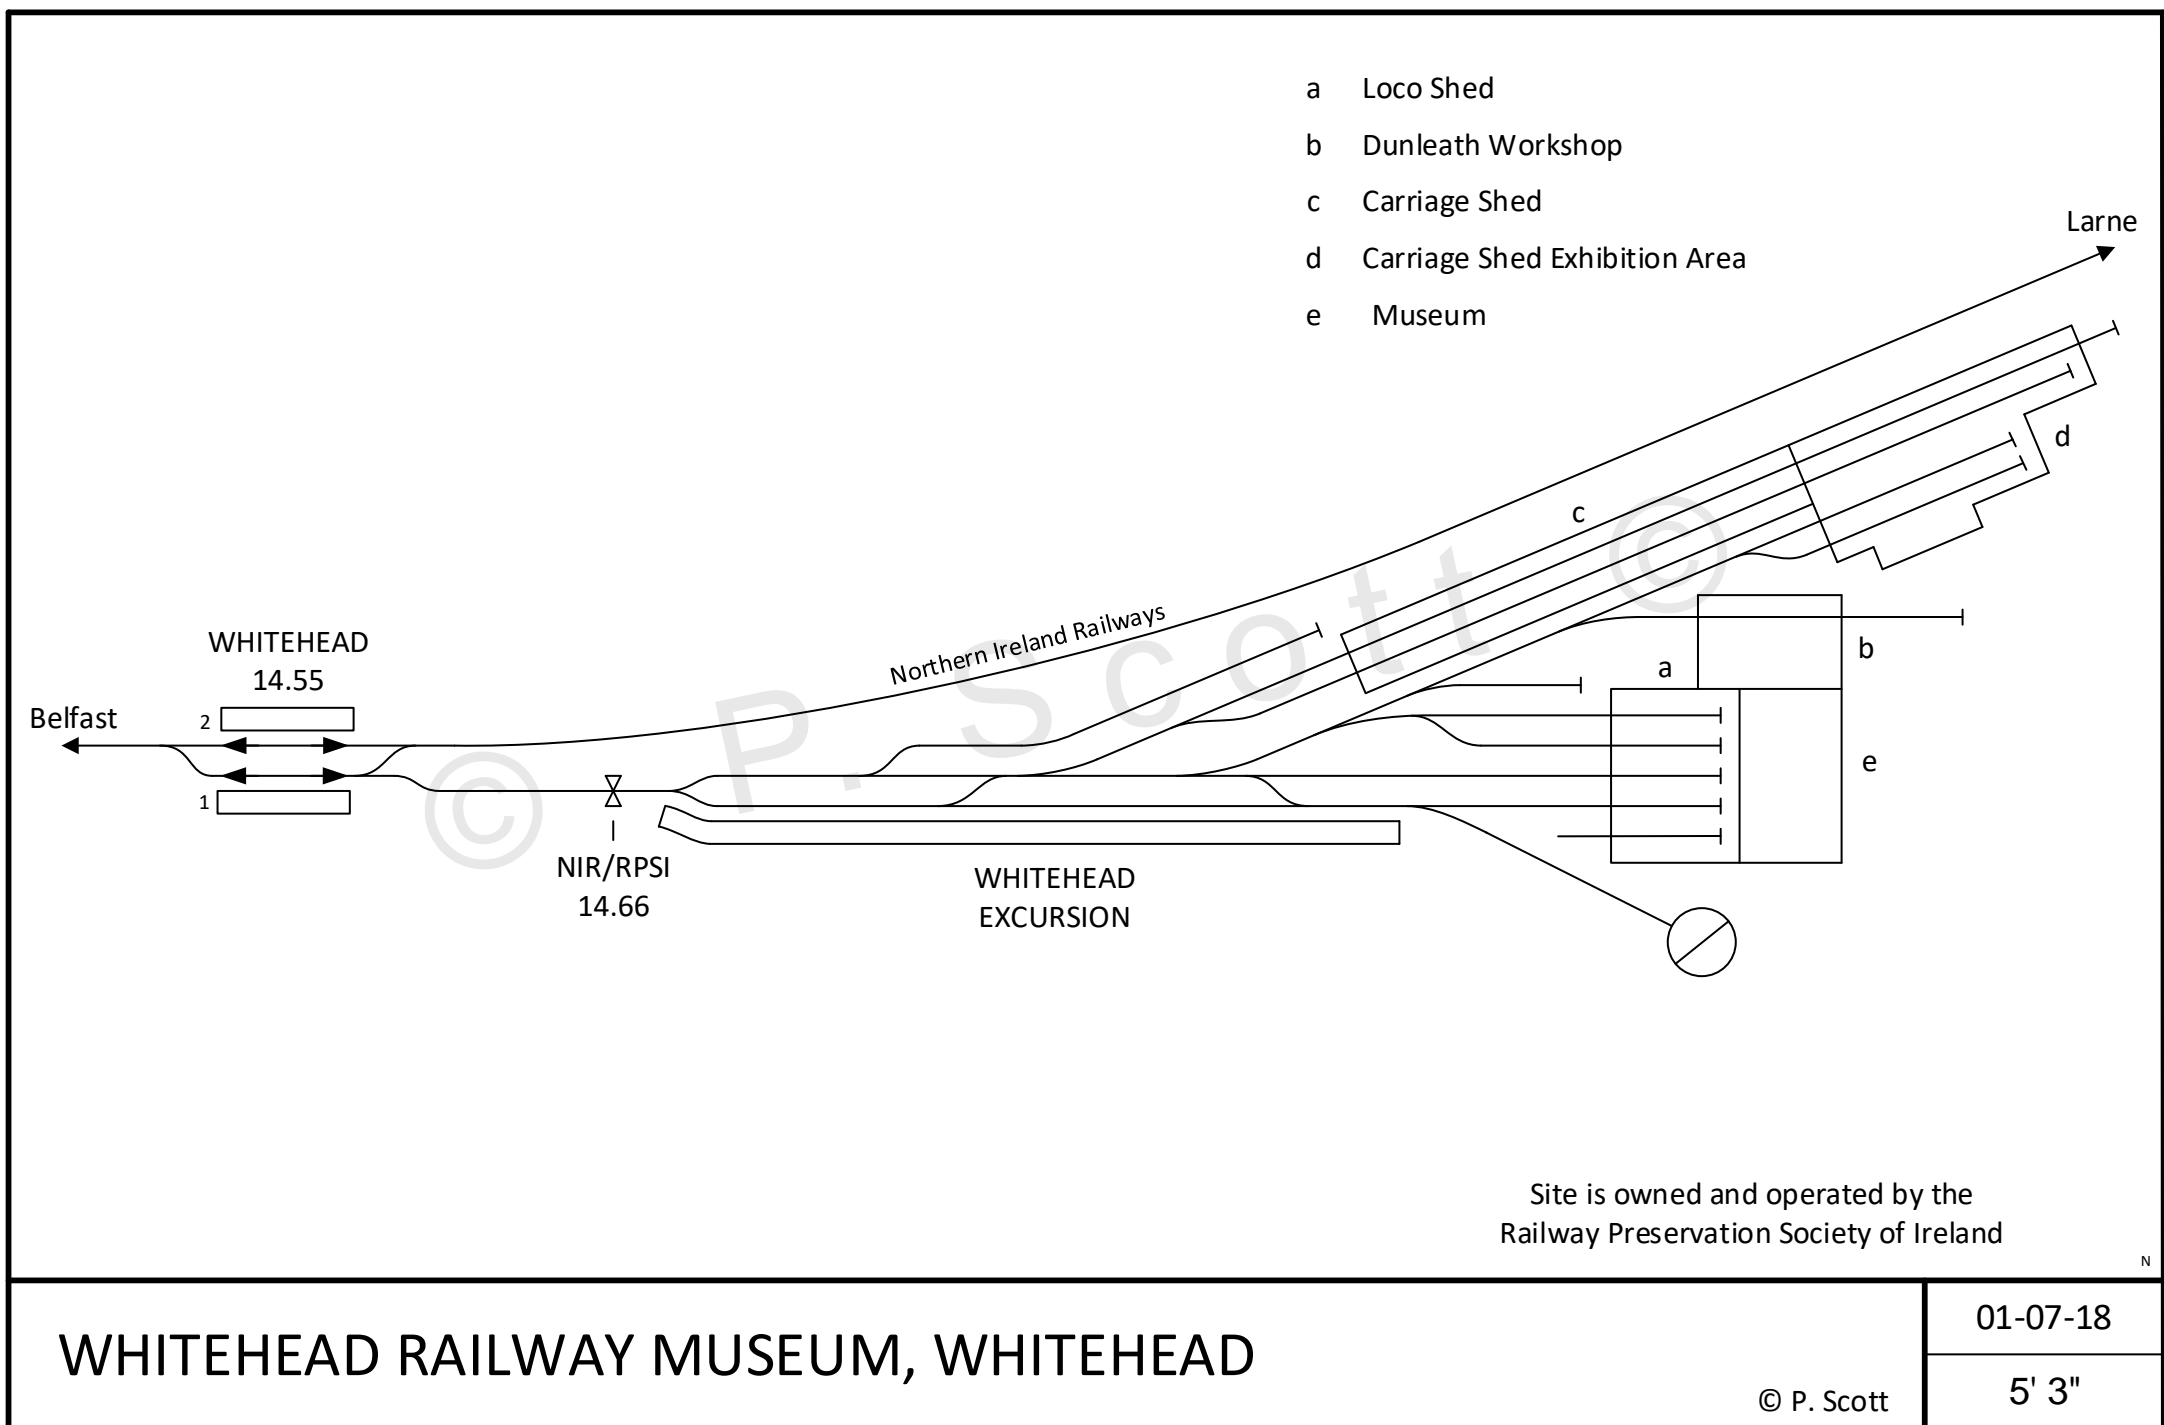 a Loco Shed
b Dunleath Workshop
c Carriage Shed
d Carriage Shed Exhibition Area
e Museum
Larne
d
c
Northern Ireland Railways
WHITEHEAD
14.55
Belfast
2
1
a
b
e
NIR/RPSI
14.66
WHITEHEAD
EXCURSION
© P. Scott ©
Site is owned and operated by the
Railway Preservation Society of Ireland
N
WHITEHEAD RAILWAY MUSEUM, WHITEHEAD
© P. Scott
01-07-18
5' 3"